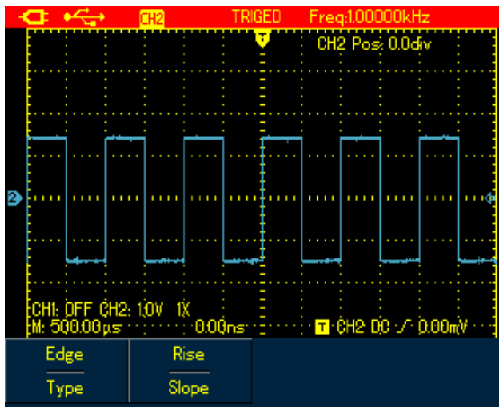 CH2 TRIGED Freq:1.00000kHz
T
CH2 Pos: 0.0div
2
CH1: OFF CH2: 1.0V 1X
M: 500.00μs 0.00ns T CH2 DC 0.00mV
Edge Rise
Type Slope